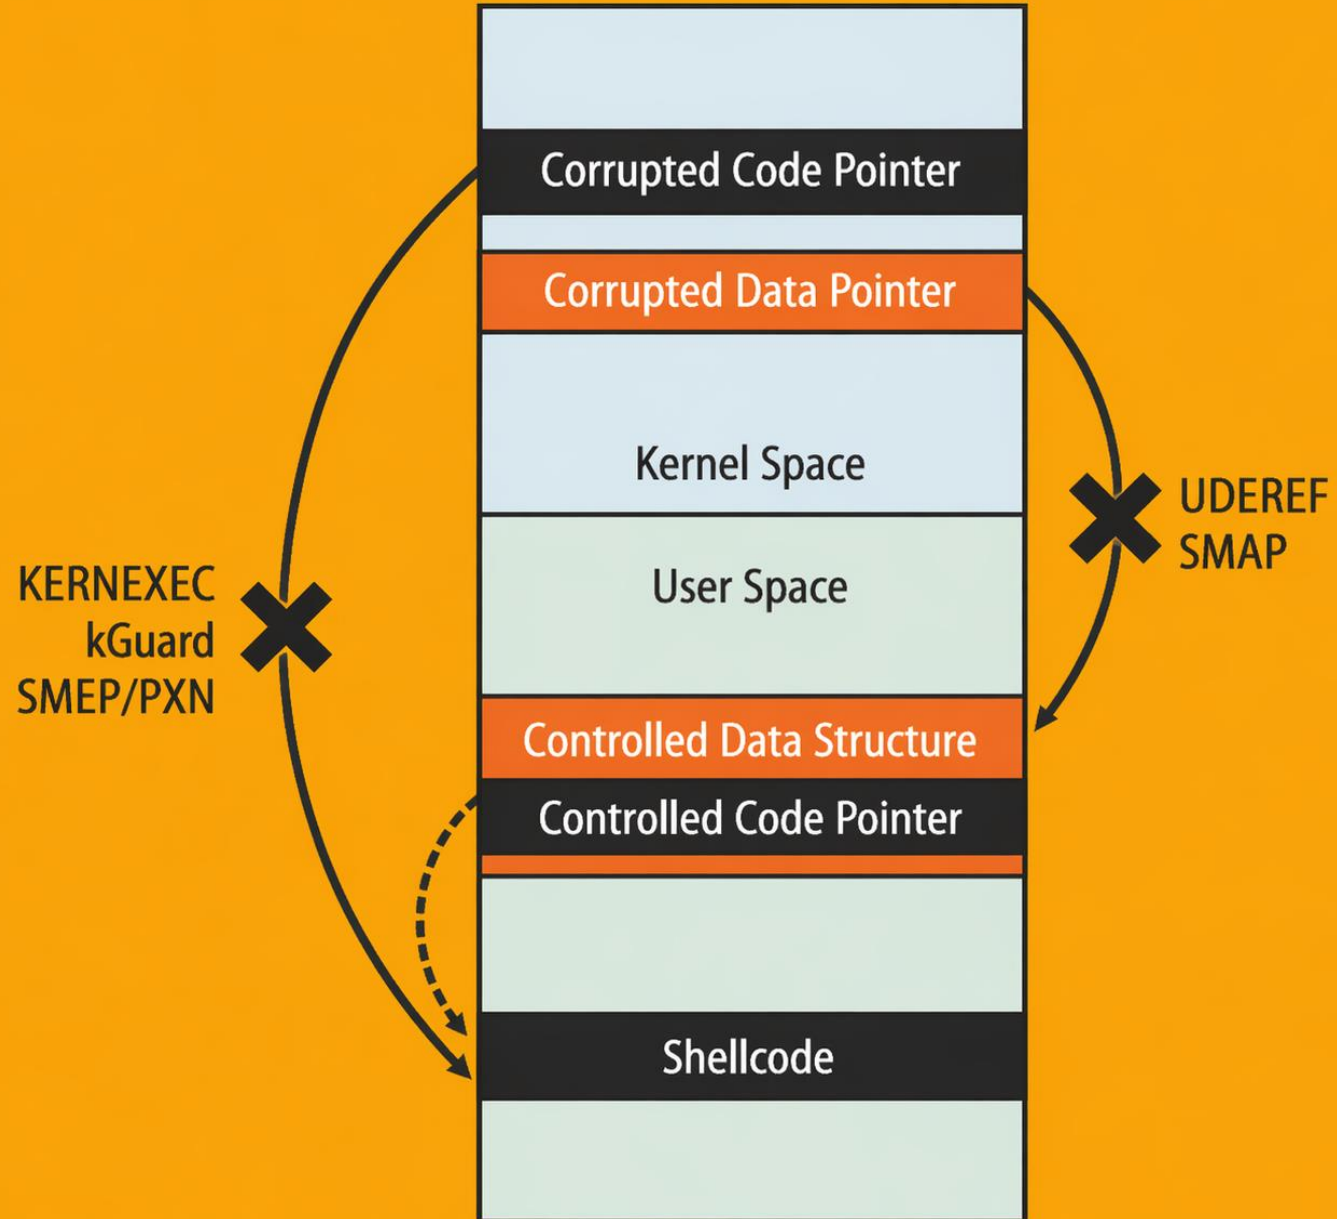 Corrupted Code Pointer
Corrupted Data Pointer
Kernel Space
UDEREF
SMAP
User Space
KERNEXEC
kGuard
SMEP/PXN
Controlled Data Structure
Controlled Code Pointer
Shellcode